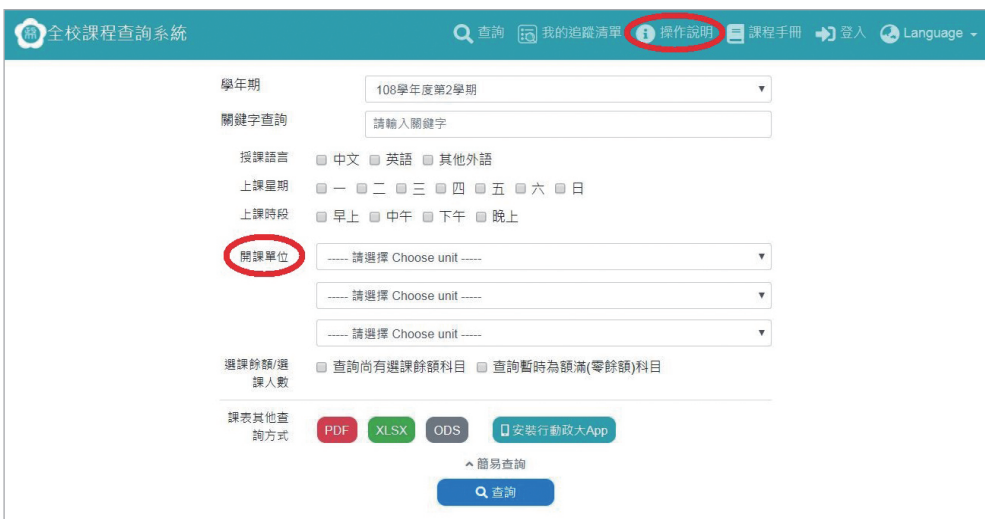 全校課程查詢系統 查詢 我的追蹤清單 操作說明 課程手冊 登入 Language
學年期 108學年度第2學期
關鍵字查詢 請輸入關鍵字
授課語言 中文 英語 其他外語
上課星期 一 二 三 四 五 六 日
上課時段 早上 中午 下午 晚上
開課單位 ----- 請選擇 Choose unit -----
----- 請選擇 Choose unit -----
----- 請選擇 Choose unit -----
選課餘額/選 查詢尚有選課餘額科目 查詢暫時為額滿(零餘額)科目
課人數
課表其他查 PDF XLSX ODS 安裝行動政大App
詢方式
簡易查詢
查詢